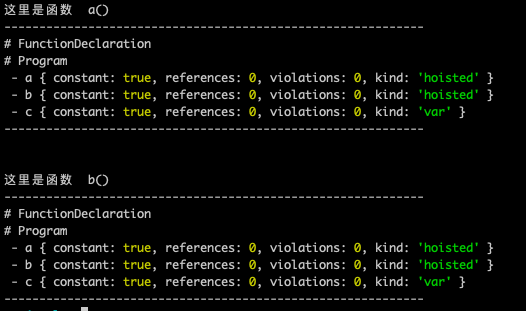 这里是函数  a()
------------------------------------------------------------
# FunctionDeclaration
# Program
 - a { constant: true, references: 0, violations: 0, kind: 'hoisted' }
 - b { constant: true, references: 0, violations: 0, kind: 'hoisted' }
 - c { constant: true, references: 0, violations: 0, kind: 'var' }
------------------------------------------------------------
这里是函数  b()
------------------------------------------------------------
# FunctionDeclaration
# Program
 - a { constant: true, references: 0, violations: 0, kind: 'hoisted' }
 - b { constant: true, references: 0, violations: 0, kind: 'hoisted' }
 - c { constant: true, references: 0, violations: 0, kind: 'var' }
------------------------------------------------------------